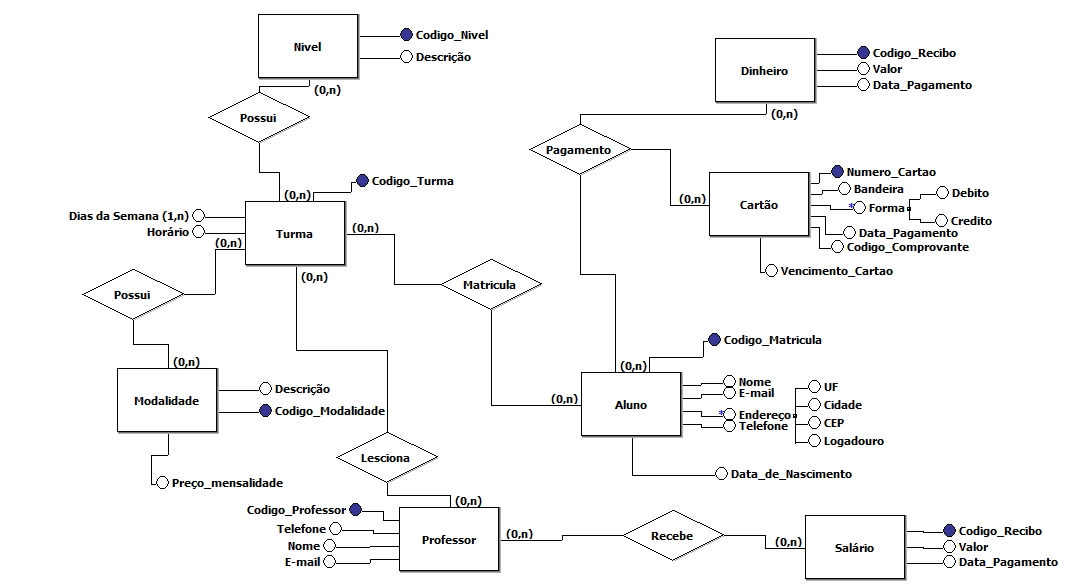 Nivel
Codigo_Nivel
Descrição
(0,n)
Possui
(0,n)
Codigo_Turma
Dias da Semana (1,n)
Horário
Turma
(0,n)
(0,n)
(0,n)
Possui
(0,n)
Modalidade
Descrição
Codigo_Modalidade
Preço_mensalidade
Matricula
(0,n)
Lesciona
(0,n)
Codigo_Professor
Telefone
Nome
E-mail
Professor
(0,n)
Recebe
(0,n)
Salário
Codigo_Recibo
Valor
Data_Pagamento
Dinheiro
Codigo_Recibo
Valor
Data_Pagamento
(0,n)
Pagamento
(0,n)
Cartão
Numero_Cartao
Bandeira
* Forma
Debito
Credito
Data_Pagamento
Codigo_Comprovante
Vencimento_Cartao
(0,n)
Codigo_Matricula
Aluno
Nome
E-mail
* Endereço
Telefone
UF
Cidade
CEP
Logadouro
Data_de_Nascimento